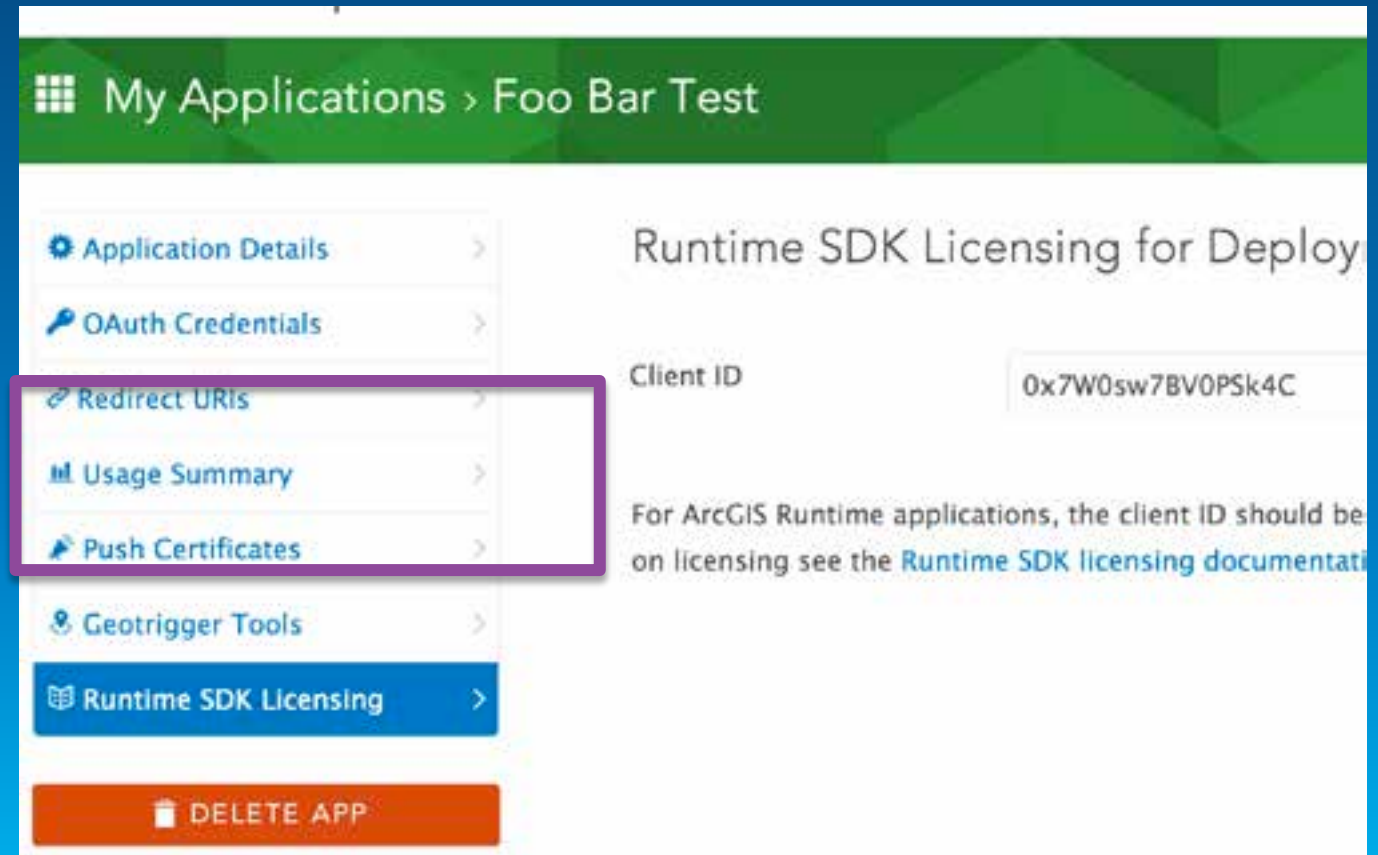 My Applications > Foo Bar Test
Application Details
OAuth Credentials
Redirect URIs
Usage Summary
Push Certificates
Geotrigger Tools
Runtime SDK Licensing
DELETE APP
Runtime SDK Licensing for Deploy
Client ID
0x7W0sw7BV0PSk4C
For ArcGIS Runtime applications, the client ID should be
on licensing see the Runtime SDK licensing documentati